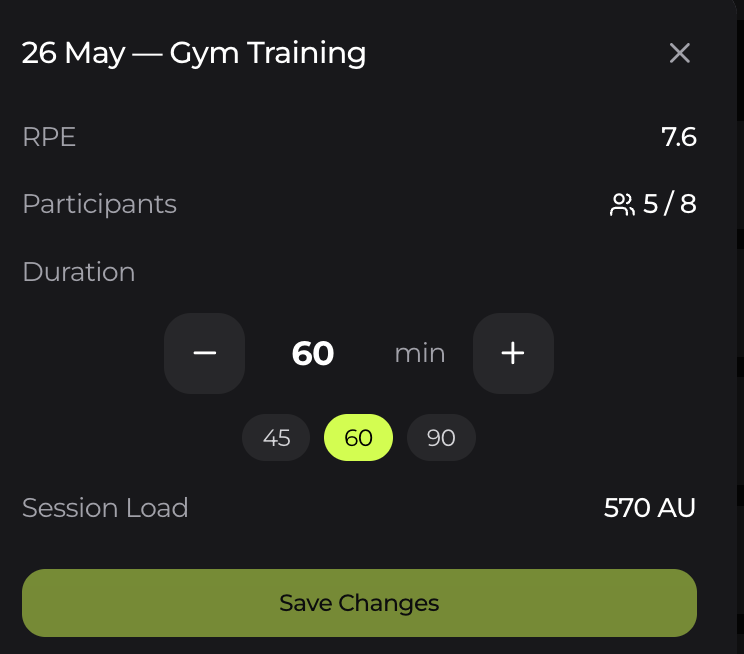 26 May — Gym Training
RPE 7.6
Participants 5 / 8
Duration
60 min
45 60 90
Session Load 570 AU
Save Changes